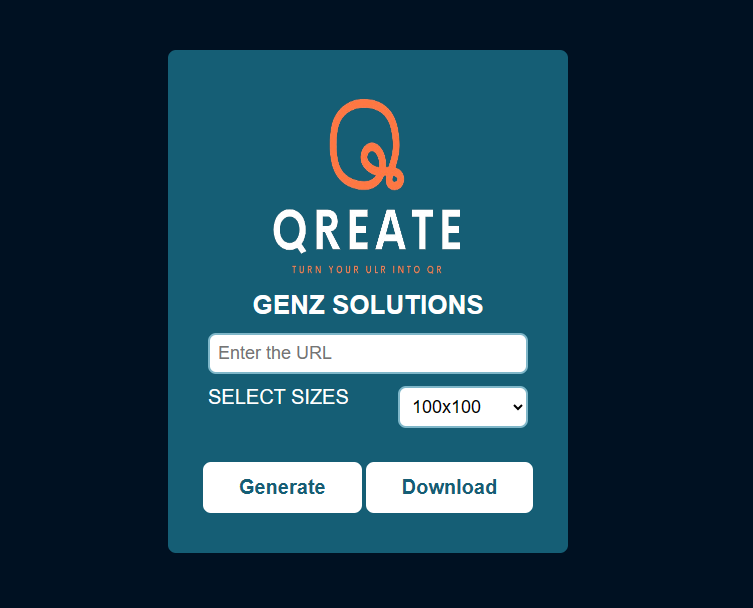 QREATE
TURN YOUR ULR INTO QR
GENZ SOLUTIONS
Enter the URL
SELECT SIZES
100x100
Generate
Download